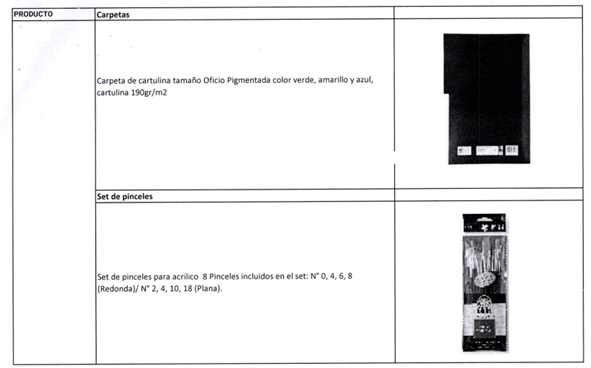 PRODUCTO
Carpetas
Carpeta de cartulina tamaño Oficio Pigmentada color verde, amarillo y azul,
cartulina 190gr/m2
Set de pinceles
Set de pinceles para acrilico  8 Pinceles incluidos en el set: N° 0, 4, 6, 8
(Redonda)/ N° 2, 4, 10, 18 (Plana).